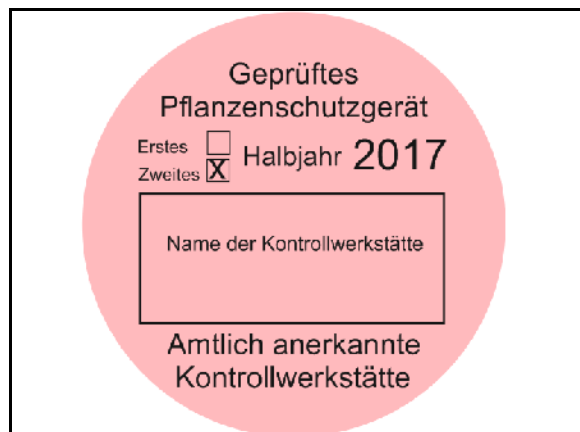 Geprüftes
Pflanzenschutzgerät
Erstes
Zweites X Halbjahr 2017
Name der Kontrollwerkstätte
Amtlich anerkannte
Kontrollwerkstätte